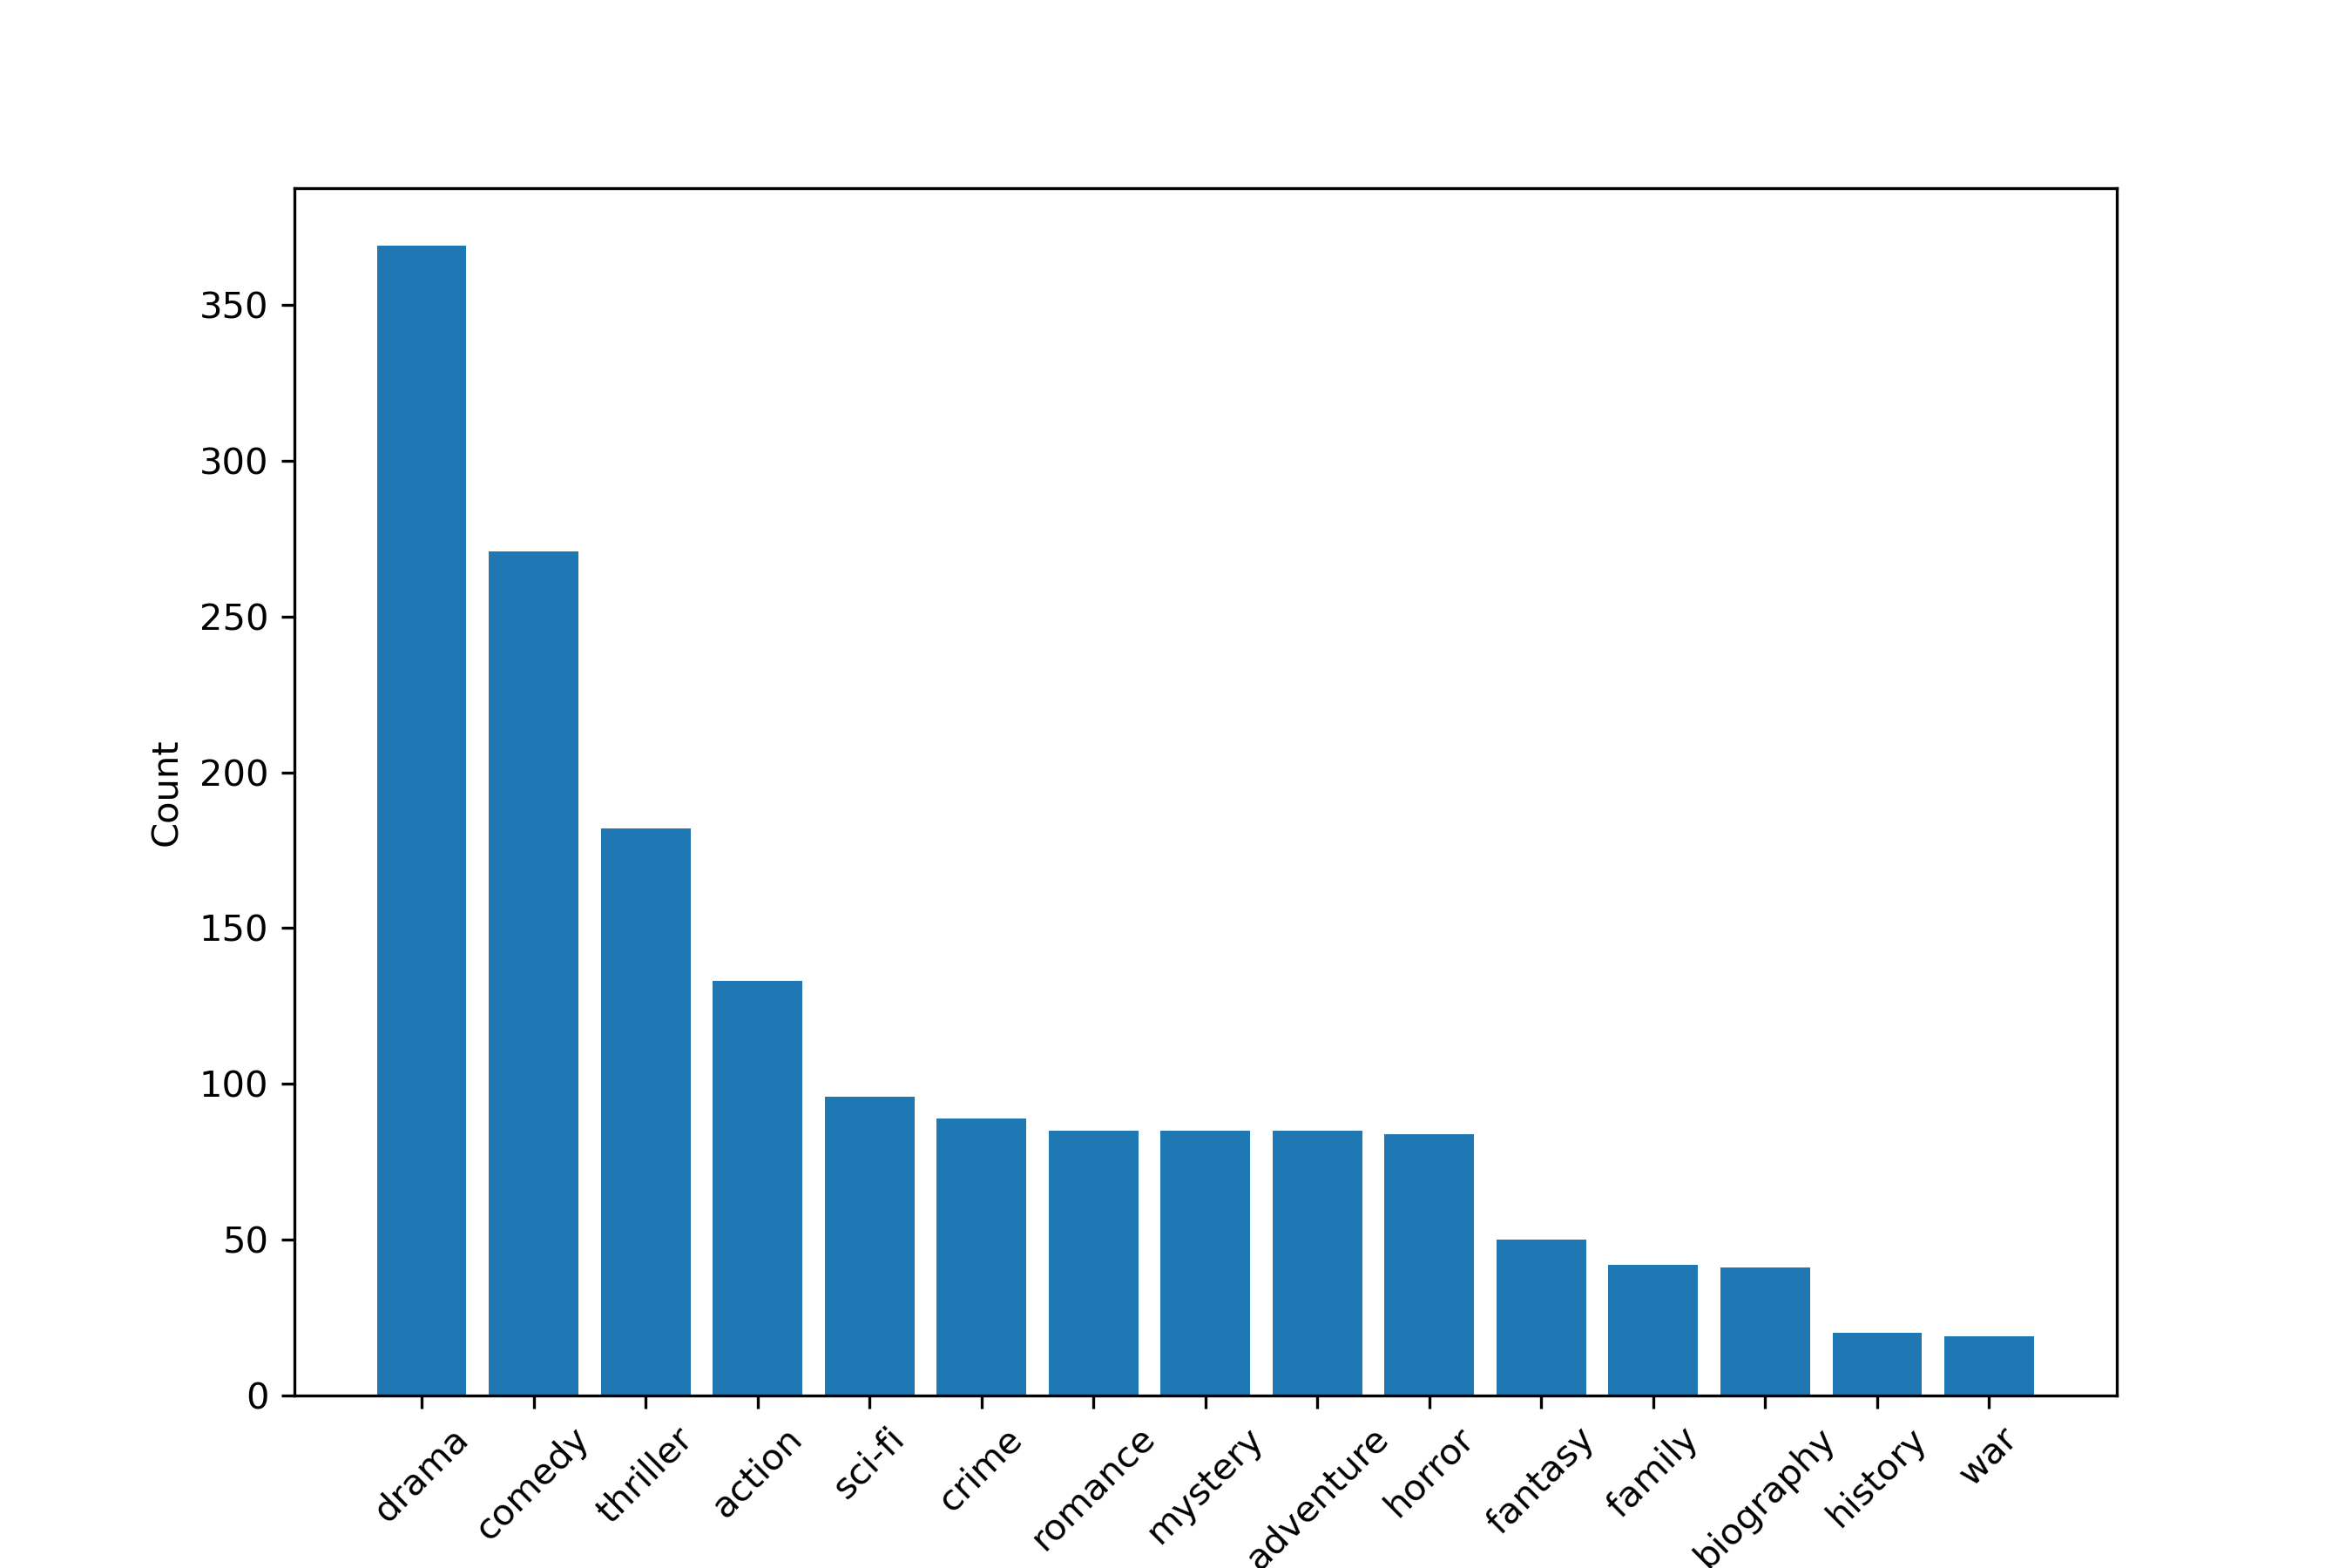 350
300
250
200
150
100
50
0
Count
drama
comedy
thriller
action
sci-fi
crime
romance
mystery
adventure
horror
fantasy
family
biography
history
war